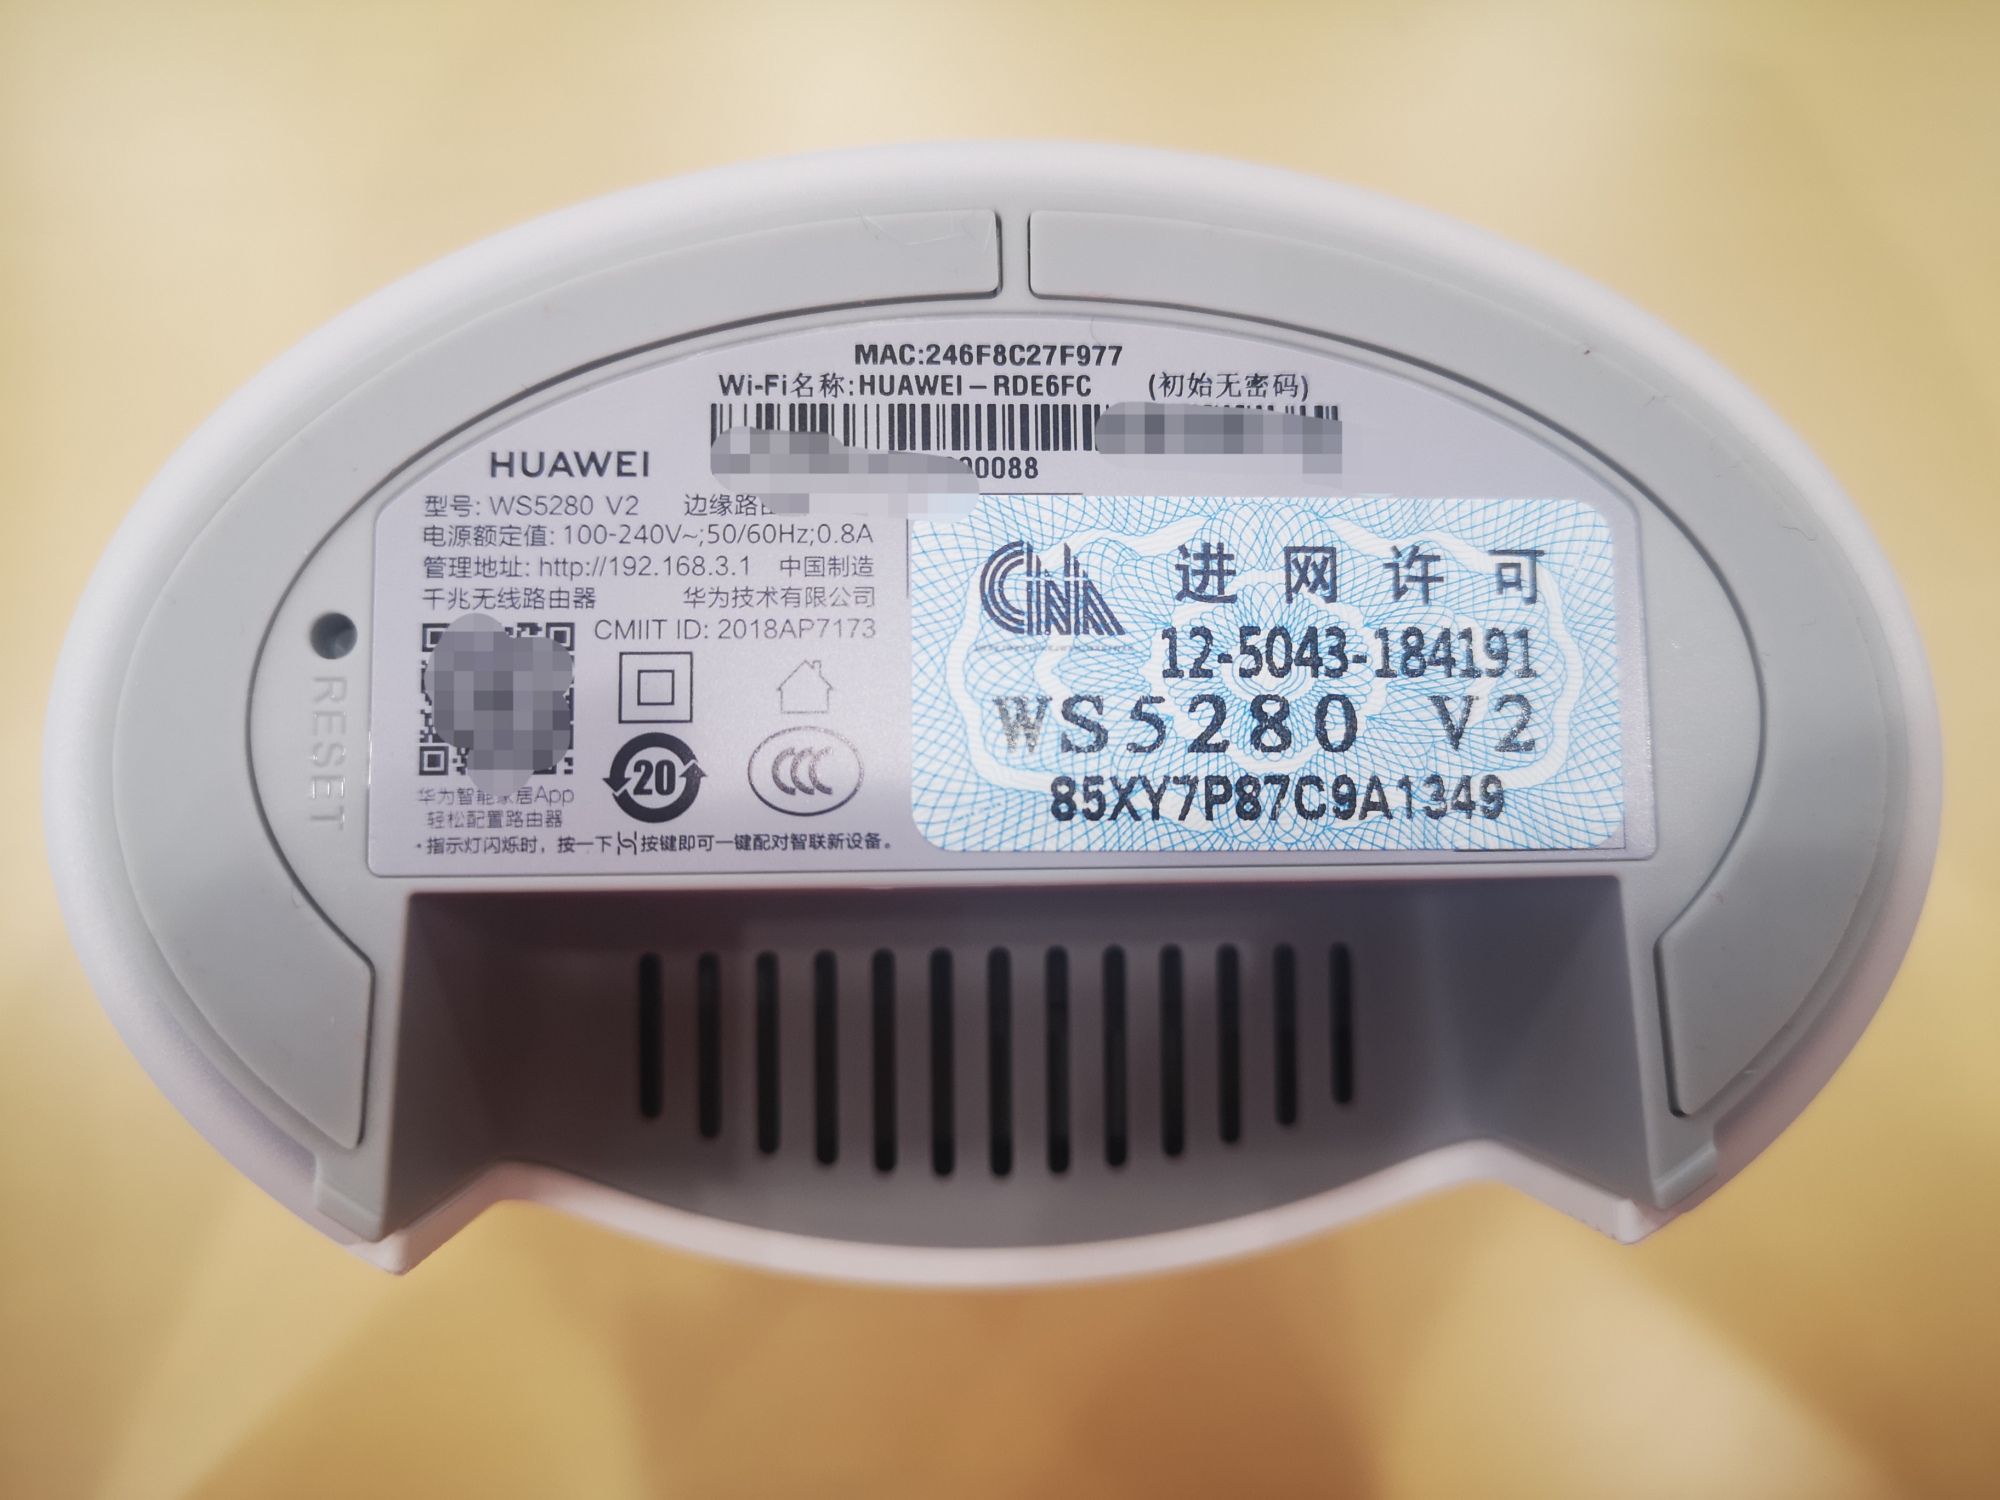 MAC:246F8C27F977
Wi-Fi名称:HUAWEI-RDE6FC (初始无密码)
0088
HUAWEI
型号: WS5280 V2 边缘路由
电源额定值: 100-240V~;50/60Hz;0.8A
管理地址: http://192.168.3.1 中国制造
千兆无线路由器 华为技术有限公司
CMIIT ID: 2018AP7173
20
CCC
华为智能家居App
轻松配置路由器
·指示灯闪烁时，按一下 按键即可一键配对智联新设备。
CNA 进网许可
12-5043-184191
WS5280 V2
85XY7P87C9A1349
RESET